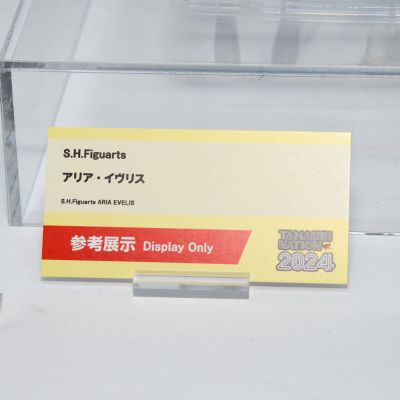 S.H.Figuarts
アリア・イヴリス
S.H.Figuarts ARIA EVELIS
参考展示 Display Only
TAMASHII
NATION
2024